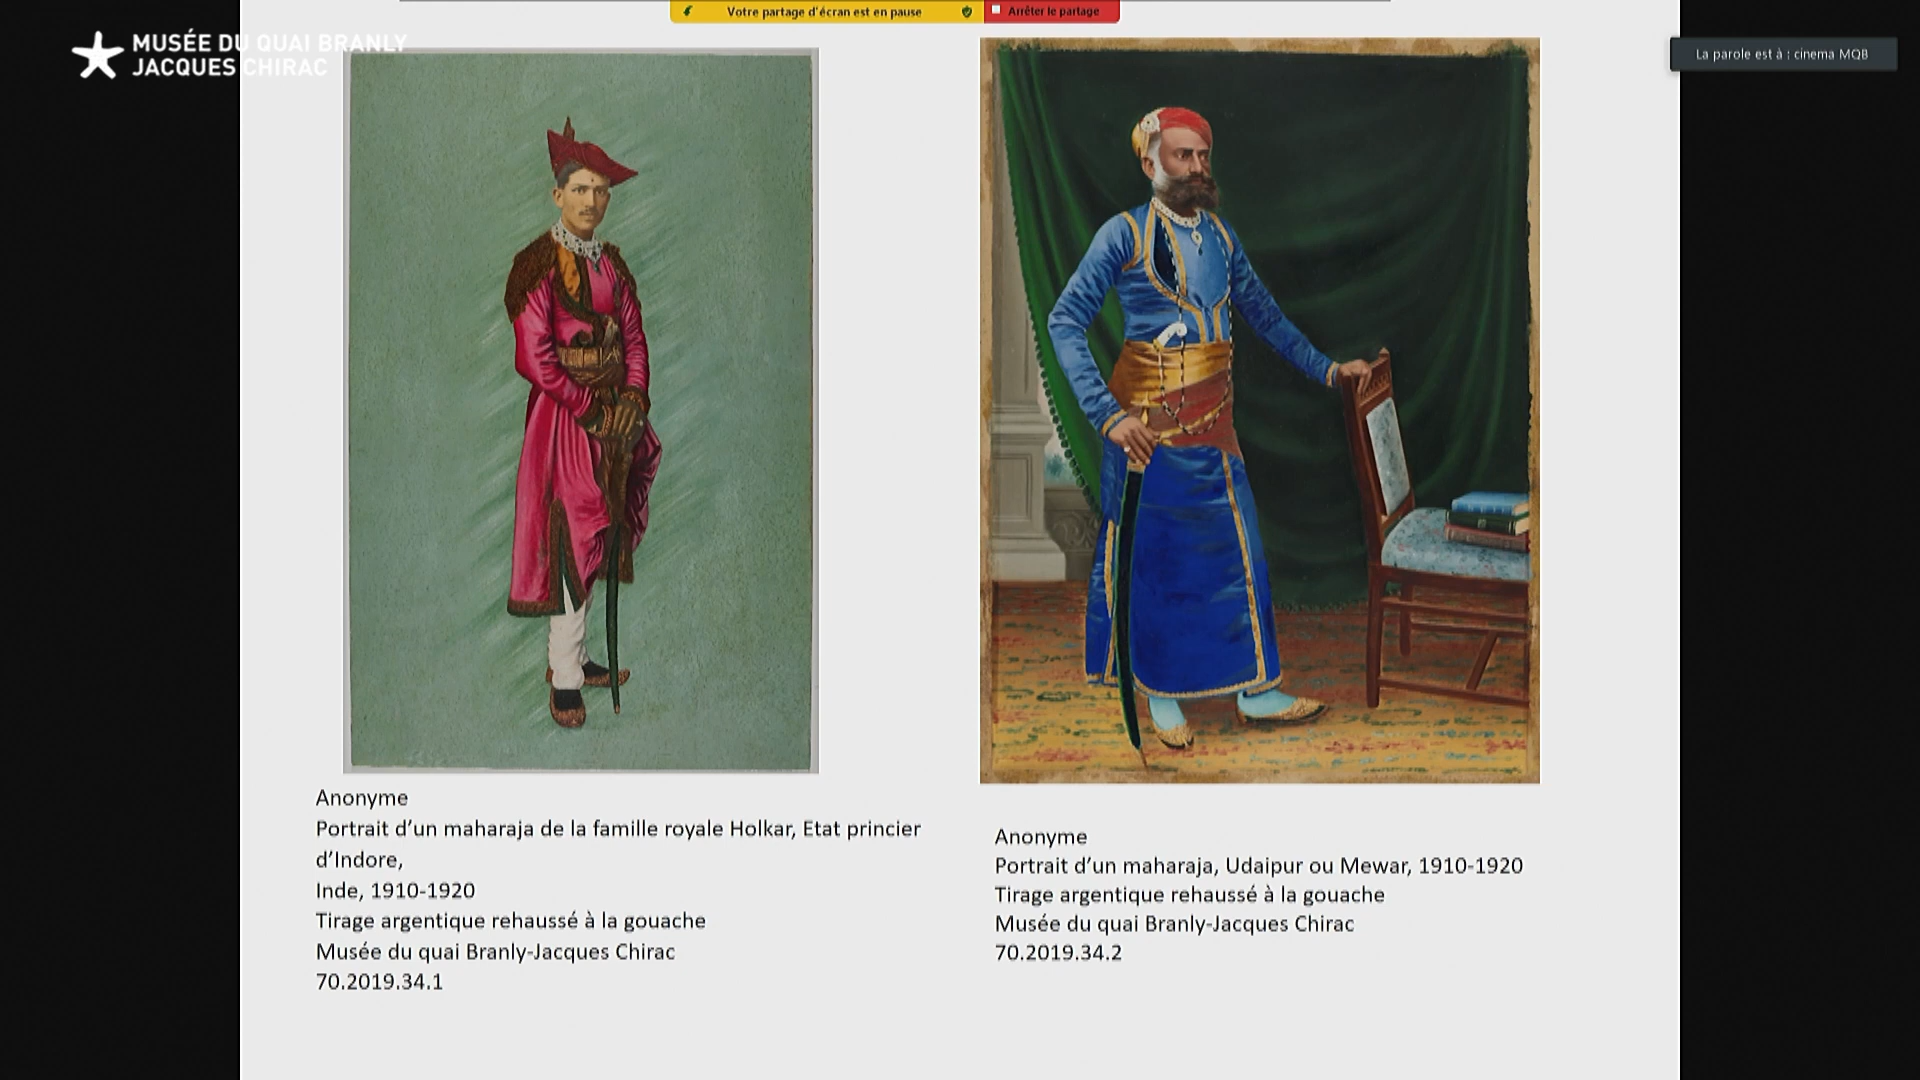 Votre partage d'écran est en pause
Arrêter le partage
MUSÉE DU QUAI BRANLY
JACQUES CHIRAC
La parole est à : cinema MQB
Anonyme
Portrait d’un maharaja de la famille royale Holkar, Etat princier
d’Indore,
Inde, 1910-1920
Tirage argentique rehaussé à la gouache
Musée du quai Branly-Jacques Chirac
70.2019.34.1
Anonyme
Portrait d’un maharaja, Udaipur ou Mewar, 1910-1920
Tirage argentique rehaussé à la gouache
Musée du quai Branly-Jacques Chirac
70.2019.34.2